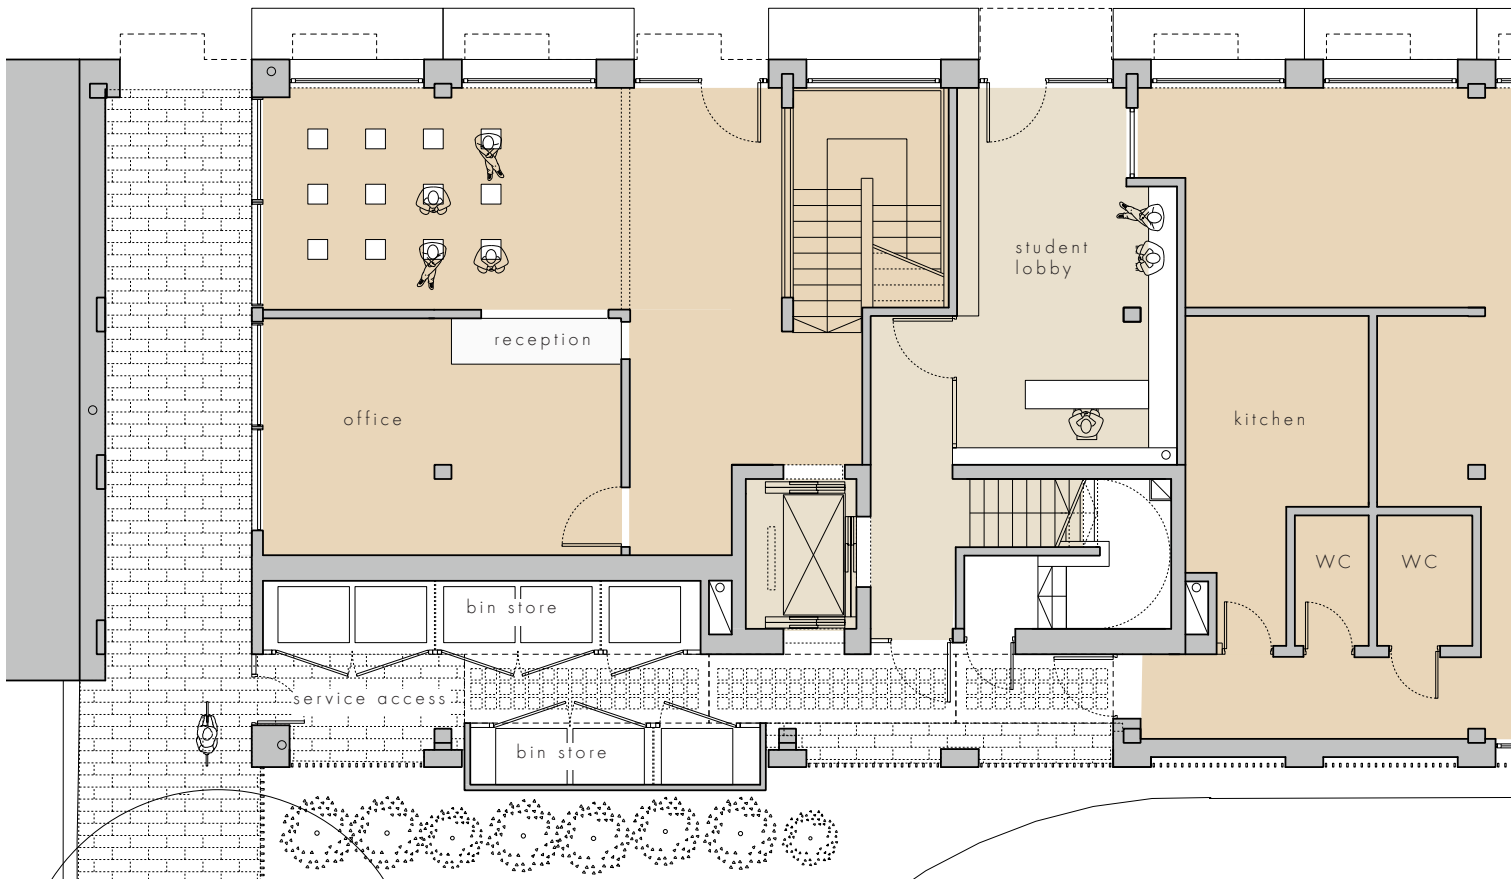 student
lobby
reception
office
kitchen
WC
WC
bin store
service access
bin store